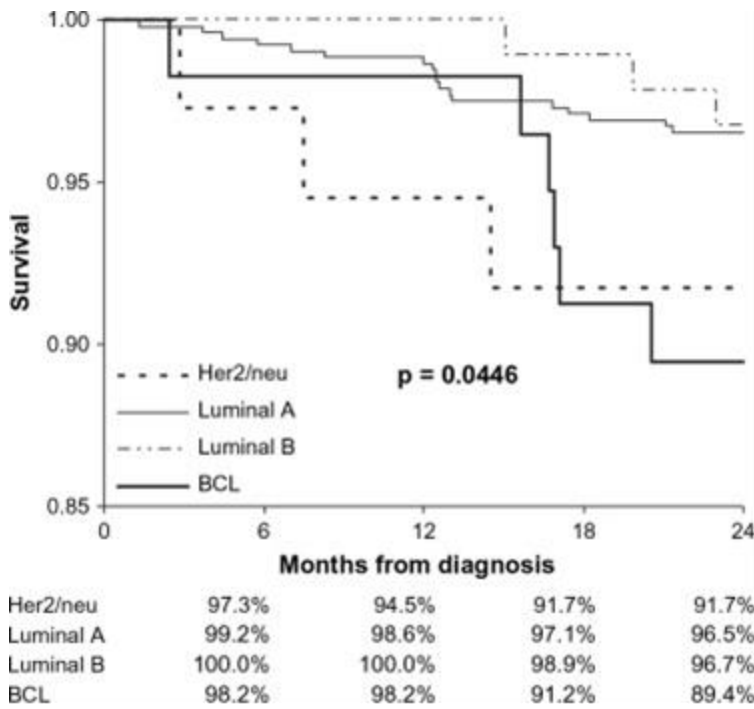 1.00
0.95
Survival
0.90
Her2/neu
p = 0.0446
Luminal A
Luminal B
BCL
0.85
0 6 12 18 24
Months from diagnosis
Her2/neu 97.3% 94.5% 91.7% 91.7%
Luminal A 99.2% 98.6% 97.1% 96.5%
Luminal B 100.0% 100.0% 98.9% 96.7%
BCL 98.2% 98.2% 91.2% 89.4%